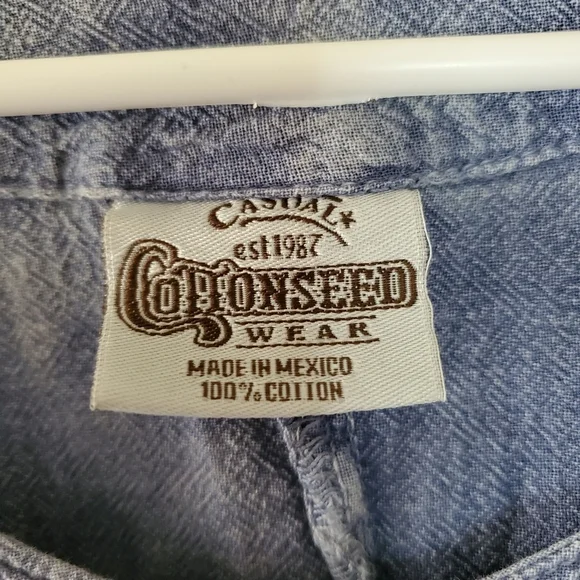 CASUAL
est 1987
COTTONSEED
WEAR
MADE IN MEXICO
100% COTTON